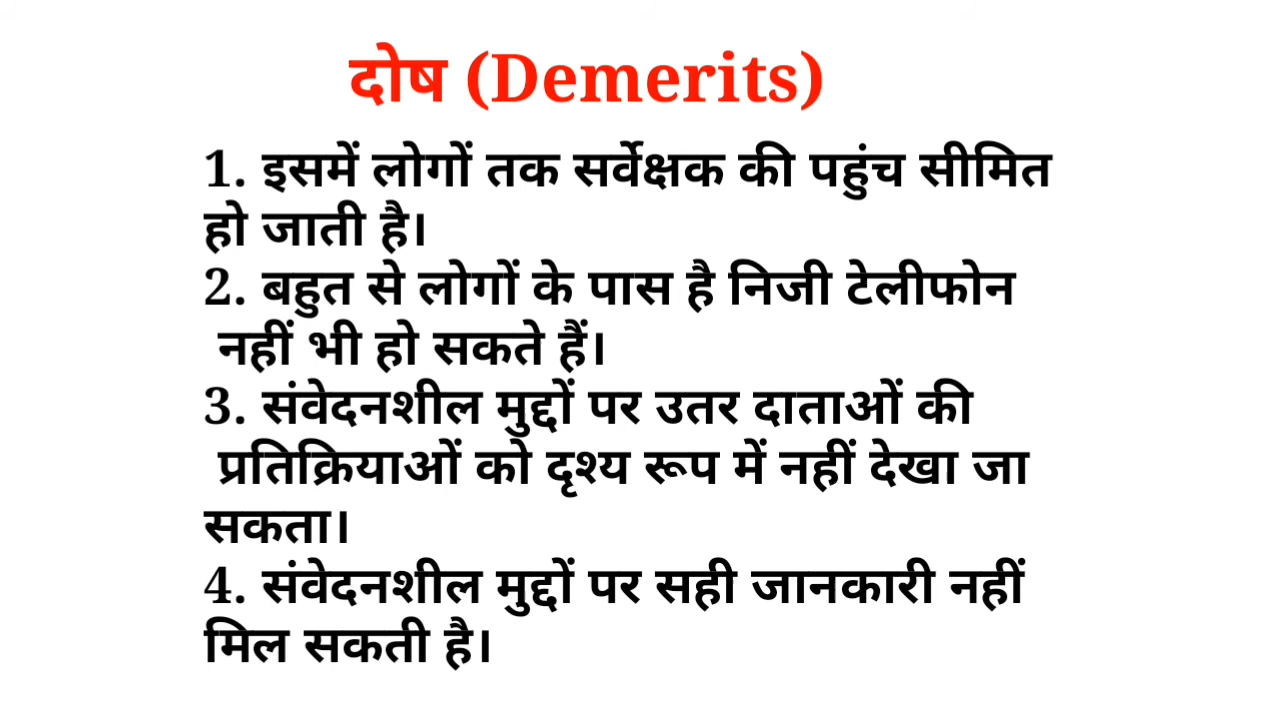 दोष (Demerits)
1. इसमें लोगों तक सर्वेक्षक की पहुंच सीमित
हो जाती है।
2. बहुत से लोगों के पास है निजी टेलीफोन
नहीं भी हो सकते हैं।
3. संवेदनशील मुद्दों पर उतर दाताओं की
प्रतिक्रियाओं को दृश्य रूप में नहीं देखा जा
सकता।
4. संवेदनशील मुद्दों पर सही जानकारी नहीं
मिल सकती है।